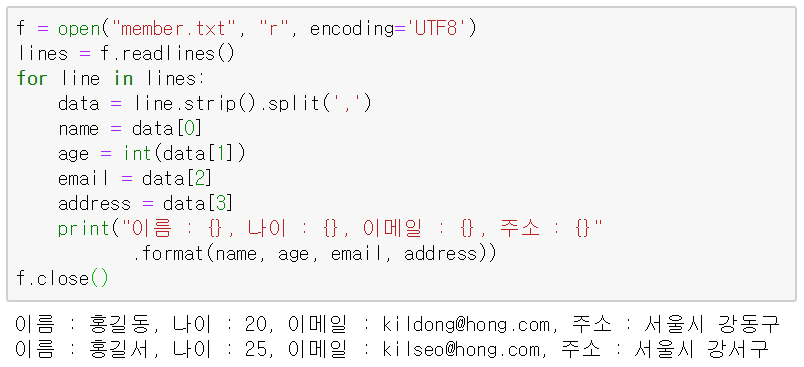 f = open("member.txt", "r", encoding='UTF8')
lines = f.readlines()
for line in lines:
    data = line.strip().split(',')
    name = data[0]
    age = int(data[1])
    email = data[2]
    address = data[3]
    print("이름 : {}, 나이 : {}, 이메일 : {}, 주소 : {}"
          .format(name, age, email, address))
f.close()
이름 : 홍길동, 나이 : 20, 이메일 : kildong@hong.com, 주소 : 서울시 강동구
이름 : 홍길서, 나이 : 25, 이메일 : kilseo@hong.com, 주소 : 서울시 강서구